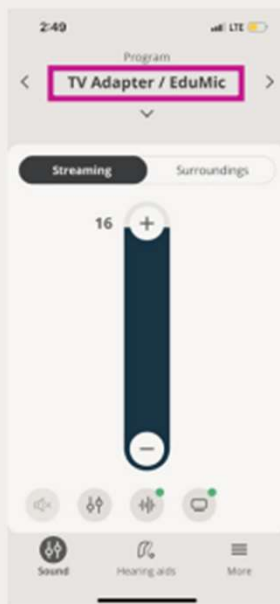 2:49
LTE
Program
TV Adapter / EduMic
Streaming
Surroundings
16
Sound
Hearing aids
More